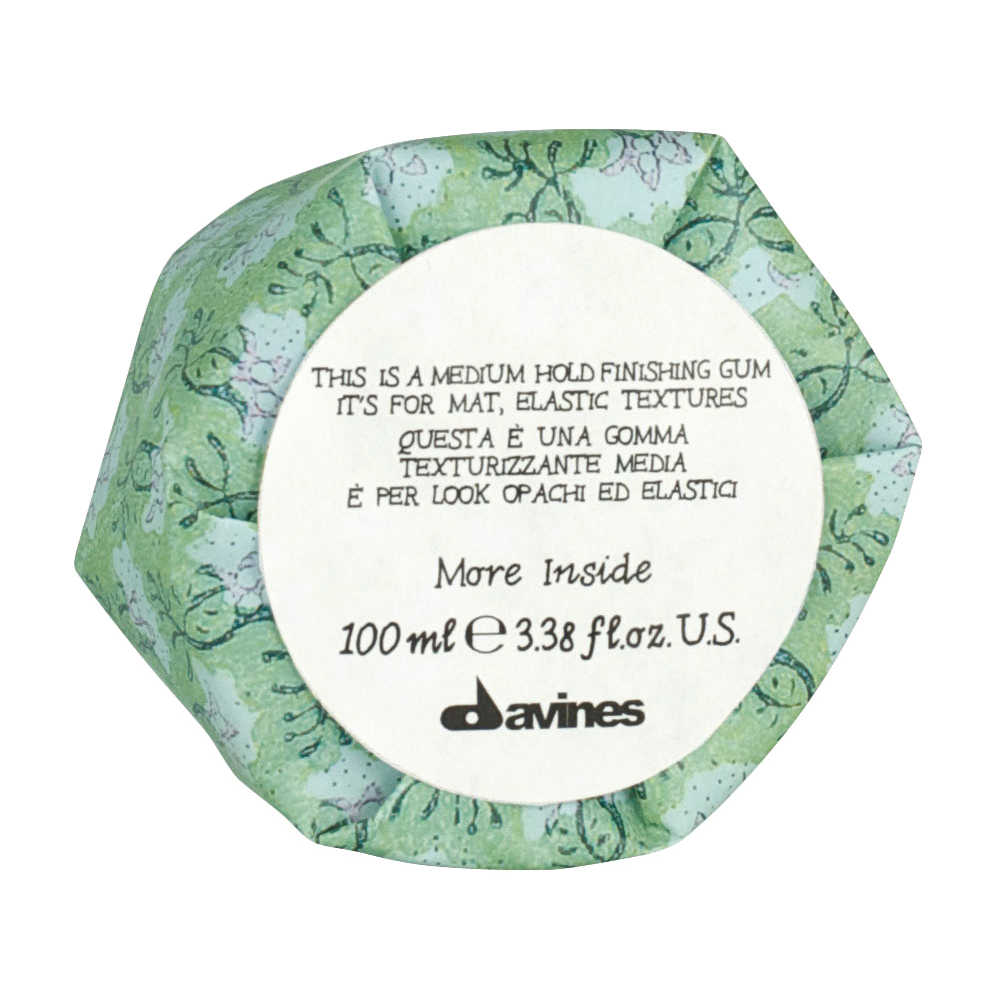 THIS IS A MEDIUM HOLD FINISHING GUM
IT'S FOR MAT, ELASTIC TEXTURES
QUESTA È UNA GOMMA
TEXTURIZZANTE MEDIA
È PER LOOK OPACHI ED ELASTICI
More Inside
100 ml ℮ 3.38 fl.oz. U.S.
davines